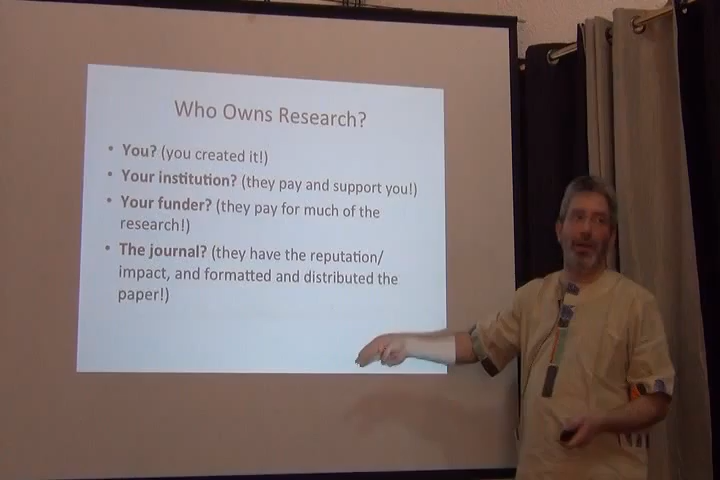 Who Owns Research?
• You? (you created it!)
• Your institution? (they pay and support you!)
• Your funder? (they pay for much of the
research!)
• The journal? (they have the reputation/
impact, and formatted and distributed the
paper!)